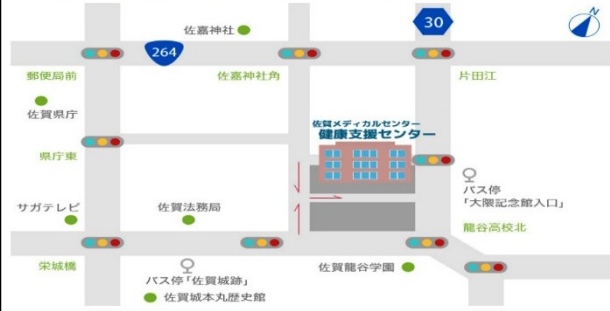 佐嘉神社
30
N
264
郵便局前
佐嘉神社角
片田江
佐賀県庁
佐賀メディカルセンター
健康支援センター
県庁東
バス停
「大隈記念館入口」
サガテレビ
佐賀法務局
龍谷高校北
栄城橋
バス停「佐賀城跡」
佐賀龍谷学園
佐賀城本丸歴史館